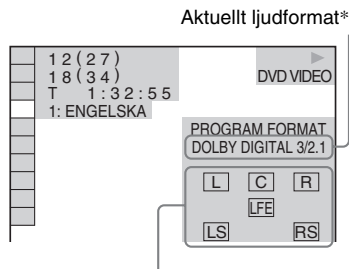 Aktuellt ljudformat*
12(27)
18(34)
DVD VIDEO
T 1:32:55
1: ENGELSKA
PROGRAM FORMAT
DOLBY DIGITAL 3/2.1
L C R
LFE
LS RS